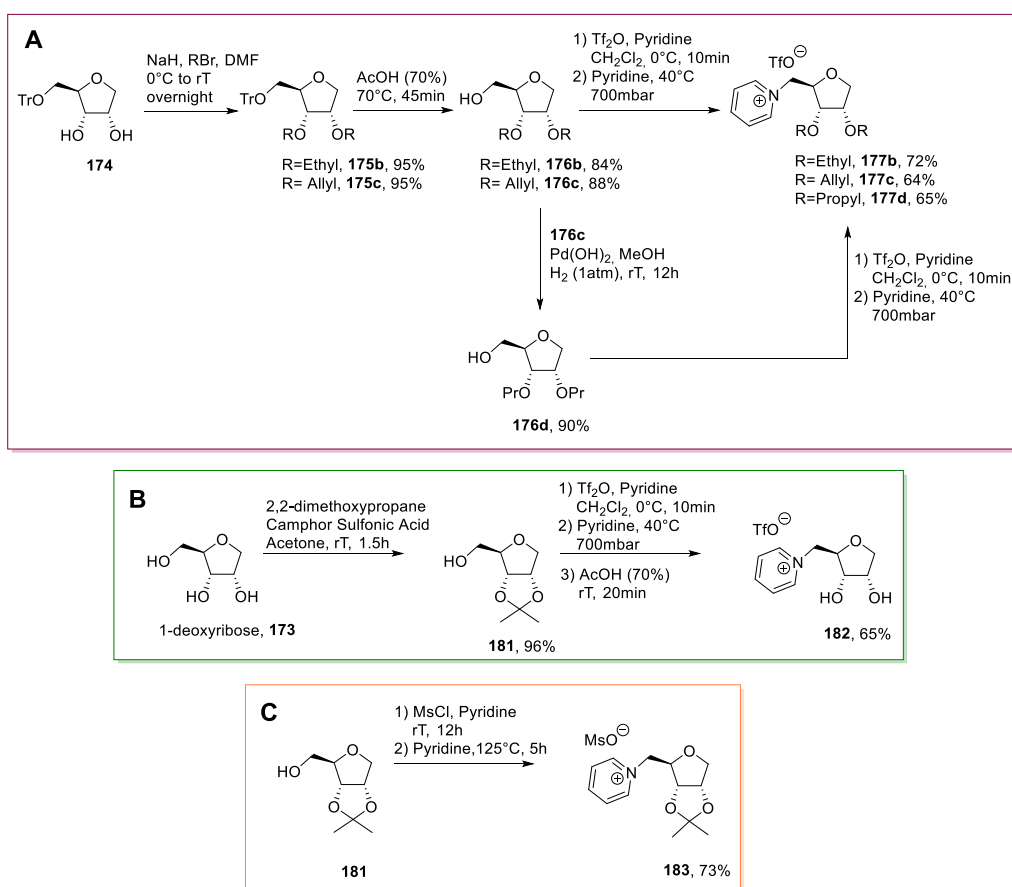 A
NaH, RBr, DMF
0°C to rT
overnight
AcOH (70%)
70°C, 45min
1) Tf₂O, Pyridine
CH₂Cl₂, 0°C, 10min
2) Pyridine, 40°C
700mbar
TfO⊖
TrO
O
HO
OH
174
TrO
O
RO
OR
R=Ethyl, 175b, 95%
R= Allyl, 175c, 95%
HO
O
RO
OR
R=Ethyl, 176b, 84%
R= Allyl, 176c, 88%
N
⊕
O
RO
OR
R=Ethyl, 177b, 72%
R= Allyl, 177c, 64%
R=Propyl, 177d, 65%
176c
Pd(OH)₂, MeOH
H₂ (1atm), rT, 12h
1) Tf₂O, Pyridine
CH₂Cl₂, 0°C, 10min
2) Pyridine, 40°C
700mbar
HO
O
PrO
OPr
176d, 90%
B
2,2-dimethoxypropane
Camphor Sulfonic Acid
Acetone, rT, 1.5h
1) Tf₂O, Pyridine
CH₂Cl₂, 0°C, 10min
2) Pyridine, 40°C
700mbar
3) AcOH (70%)
rT, 20min
HO
O
HO
OH
1-deoxyribose, 173
HO
O
O
O
181, 96%
TfO⊖
N
⊕
O
HO
OH
182, 65%
C
1) MsCl, Pyridine
rT, 12h
2) Pyridine,125°C, 5h
HO
O
O
O
181
MsO⊖
N
⊕
O
O
O
183, 73%